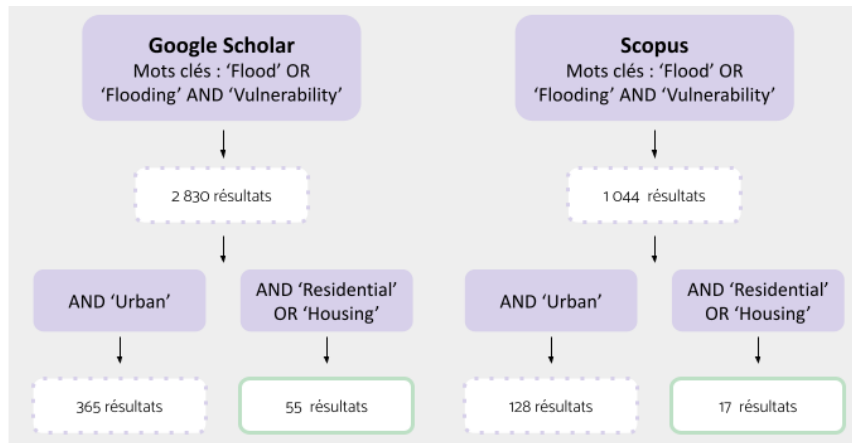 Google Scholar
Mots clés : ‘Flood’ OR
‘Flooding’ AND ‘Vulnerability’
2 830 résultats
AND ‘Urban’
AND ‘Residential’
OR ‘Housing’
365 résultats
55 résultats
Scopus
Mots clés : ‘Flood’ OR
‘Flooding’ AND ‘Vulnerability’
1 044 résultats
AND ‘Urban’
AND ‘Residential’
OR ‘Housing’
128 résultats
17 résultats